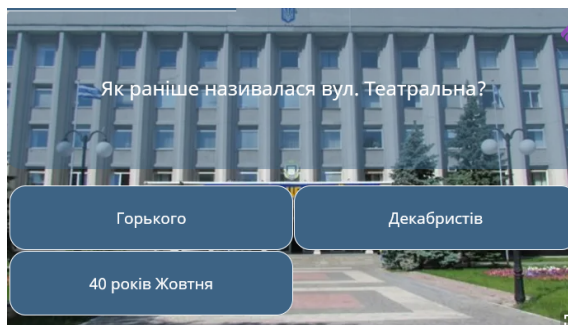 Як раніше називалася вул. Театральна?
Горького
Декабристів
40 років Жовтня